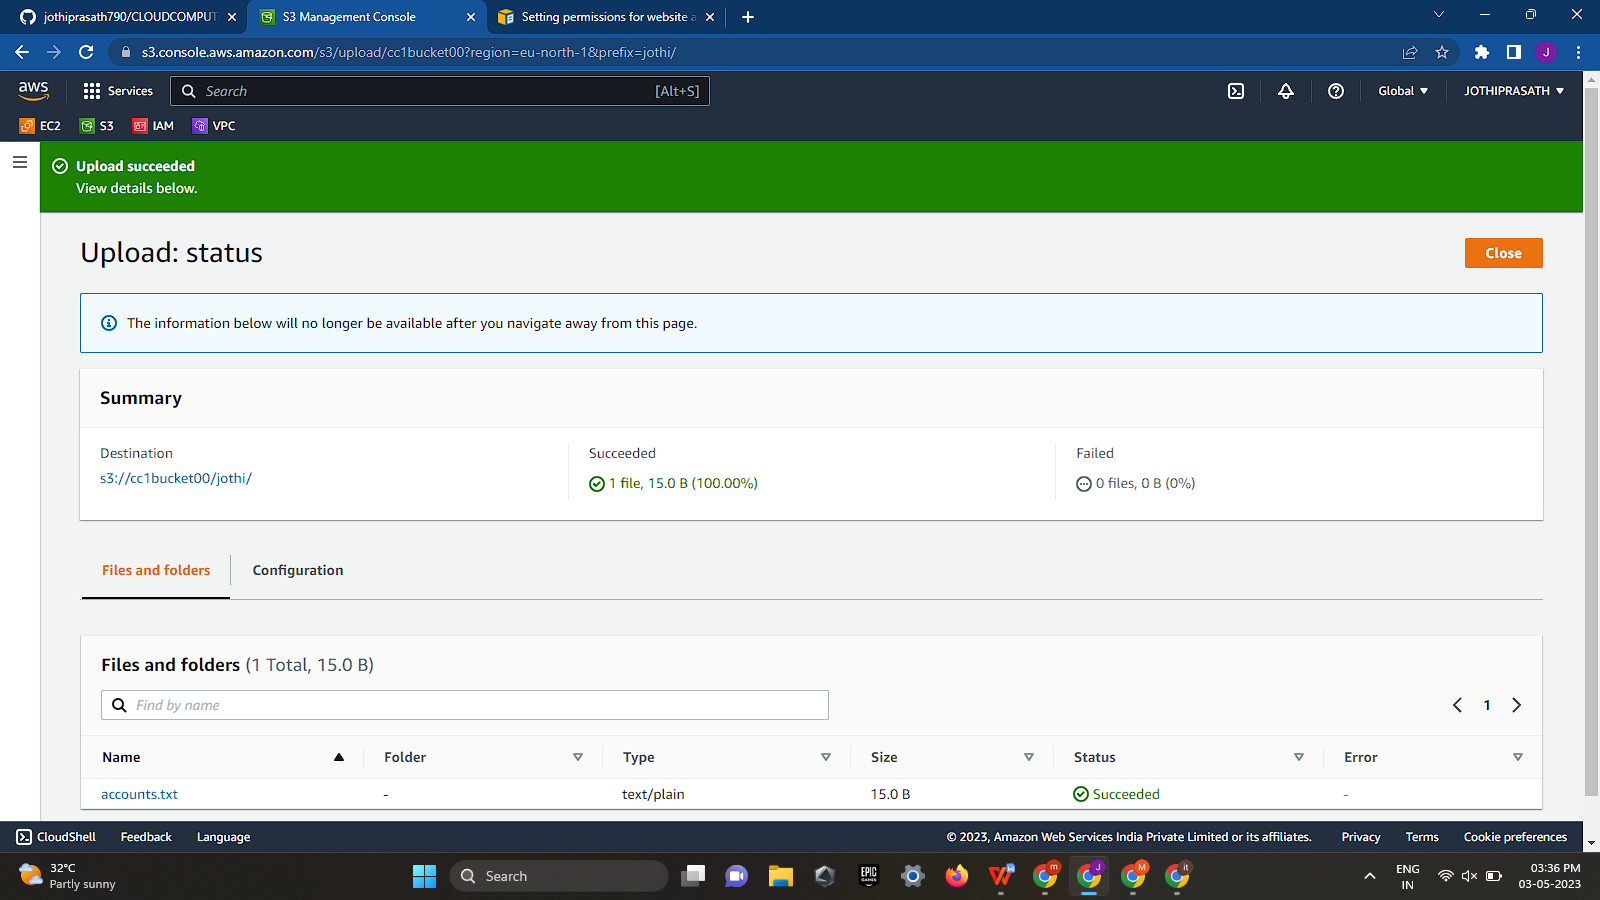 jothiprasath790/CLOUDCOMPUT
S3 Management Console
Setting permissions for website a
s3.console.aws.amazon.com/s3/upload/cc1bucket00?region=eu-north-1&prefix=jothi/
J
aws
Services
Search
[Alt+S]
Global
JOTHIPRASATH
EC2
S3
IAM
VPC
Upload succeeded
View details below.
Upload: status
Close
The information below will no longer be available after you navigate away from this page.
Summary
Destination
s3://cc1bucket00/jothi/
Succeeded
1 file, 15.0 B (100.00%)
Failed
0 files, 0 B (0%)
Files and folders
Configuration
Files and folders (1 Total, 15.0 B)
Find by name
1
Name
Folder
Type
Size
Status
Error
accounts.txt
-
text/plain
15.0 B
Succeeded
-
CloudShell
Feedback
Language
© 2023, Amazon Web Services India Private Limited or its affiliates.
Privacy
Terms
Cookie preferences
32°C
Partly sunny
Search
EPIC
GAMES
W
m
J
M
it
ENG
IN
03:36 PM
03-05-2023